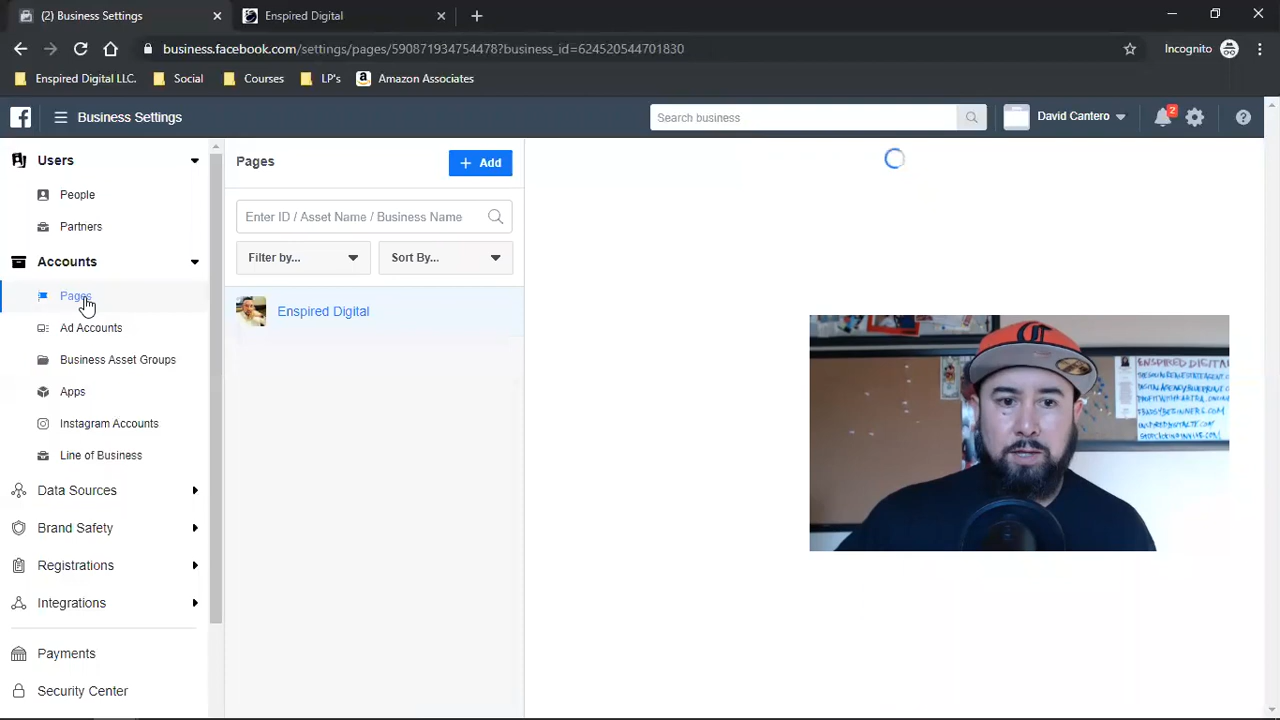 (2) Business Settings
Enspired Digital
business.facebook.com/settings/pages/590871934754478?business_id=624520544701830
Incognito
Enspired Digital LLC.
Social
Courses
LP's
Amazon Associates
Business Settings
Search business
David Cantero
2
Users
People
Partners
Accounts
Pages
Ad Accounts
Business Asset Groups
Apps
Instagram Accounts
Line of Business
Data Sources
Brand Safety
Registrations
Integrations
Payments
Security Center
Pages
+ Add
Enter ID / Asset Name / Business Name
Filter by...
Sort By...
Enspired Digital
ENSPIRED DIGITAL